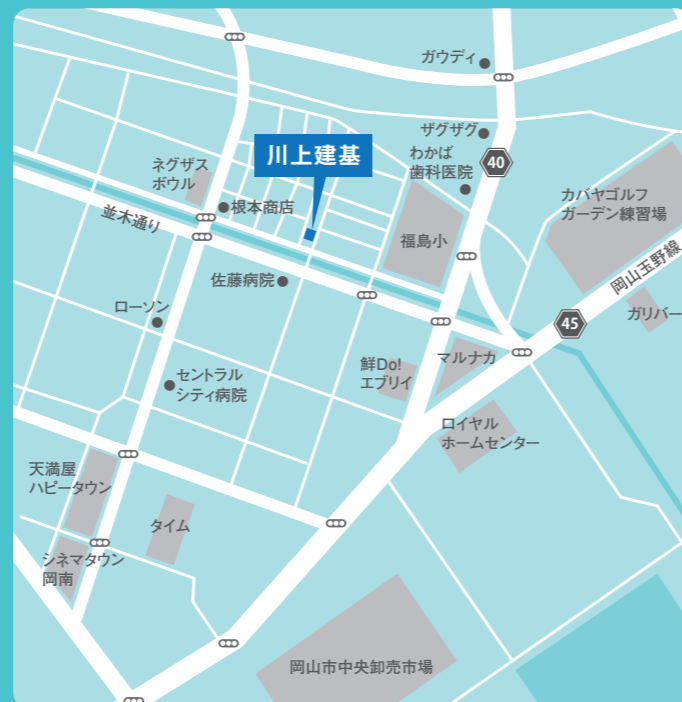 ガウディ
ザグザグ
わかば
歯科医院
40
川上建基
ネグザス
ボウル
根本商店
並木通り
福島小
カバヤゴルフ
ガーデン練習場
岡山玉野線
佐藤病院
ローソン
45
ガリバー
鮮Do!
エブリイ
マルナカ
セントラル
シティ病院
ロイヤル
ホームセンター
天満屋
ハピータウン
タイム
シネマタウン
岡南
岡山市中央卸売市場